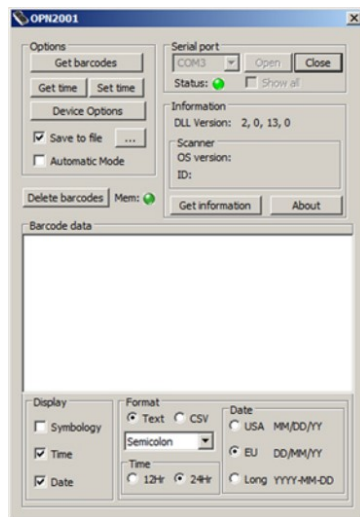 OPN2001
Options
Get barcodes
Get time
Set time
Device Options
Save to file
...
Automatic Mode
Delete barcodes
Mem:
Serial port
COM3
Open
Close
Status:
Show all
Information
DLL Version: 2, 0, 13, 0
Scanner
OS version:
ID:
Get information
About
Barcode data
Display
Symbology
Time
Date
Format
Text
CSV
Semicolon
Time
12Hr
24Hr
Date
USA MM/DD/YY
EU DD/MM/YY
Long YYYY-MM-DD